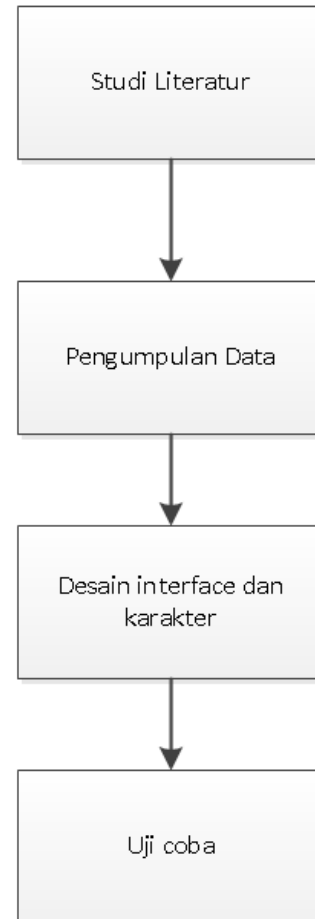 Studi Literatur
Pengumpulan Data
Desain interface dan
karakter
Uji coba